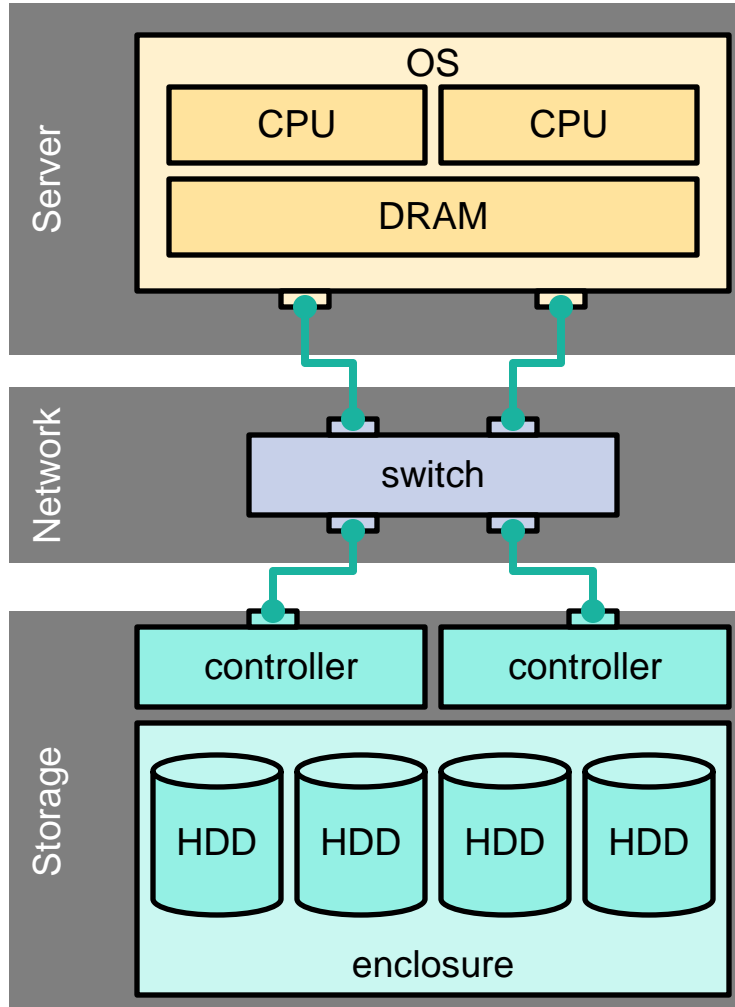 Server
OS
CPU CPU
DRAM
Network
switch
Storage
controller controller
HDD HDD HDD HDD
enclosure